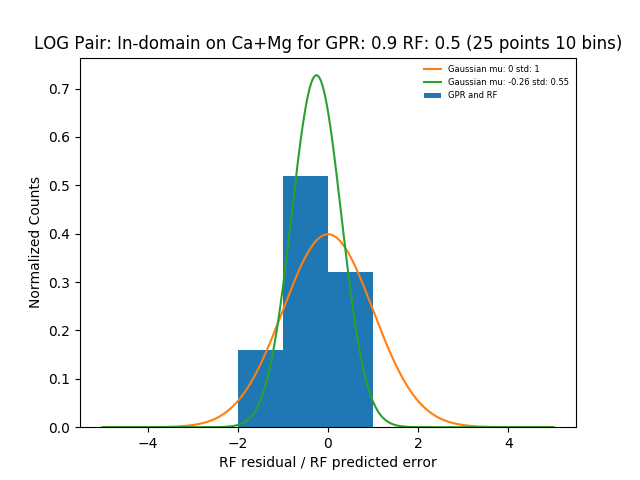 LOG Pair: In-domain on Ca+Mg for GPR: 0.9 RF: 0.5 (25 points 10 bins)
Gaussian mu: 0 std: 1
Gaussian mu: -0.26 std: 0.55
GPR and RF
Normalized Counts
0.7
0.6
0.5
0.4
0.3
0.2
0.1
0.0
−4 −2 0 2 4
RF residual / RF predicted error